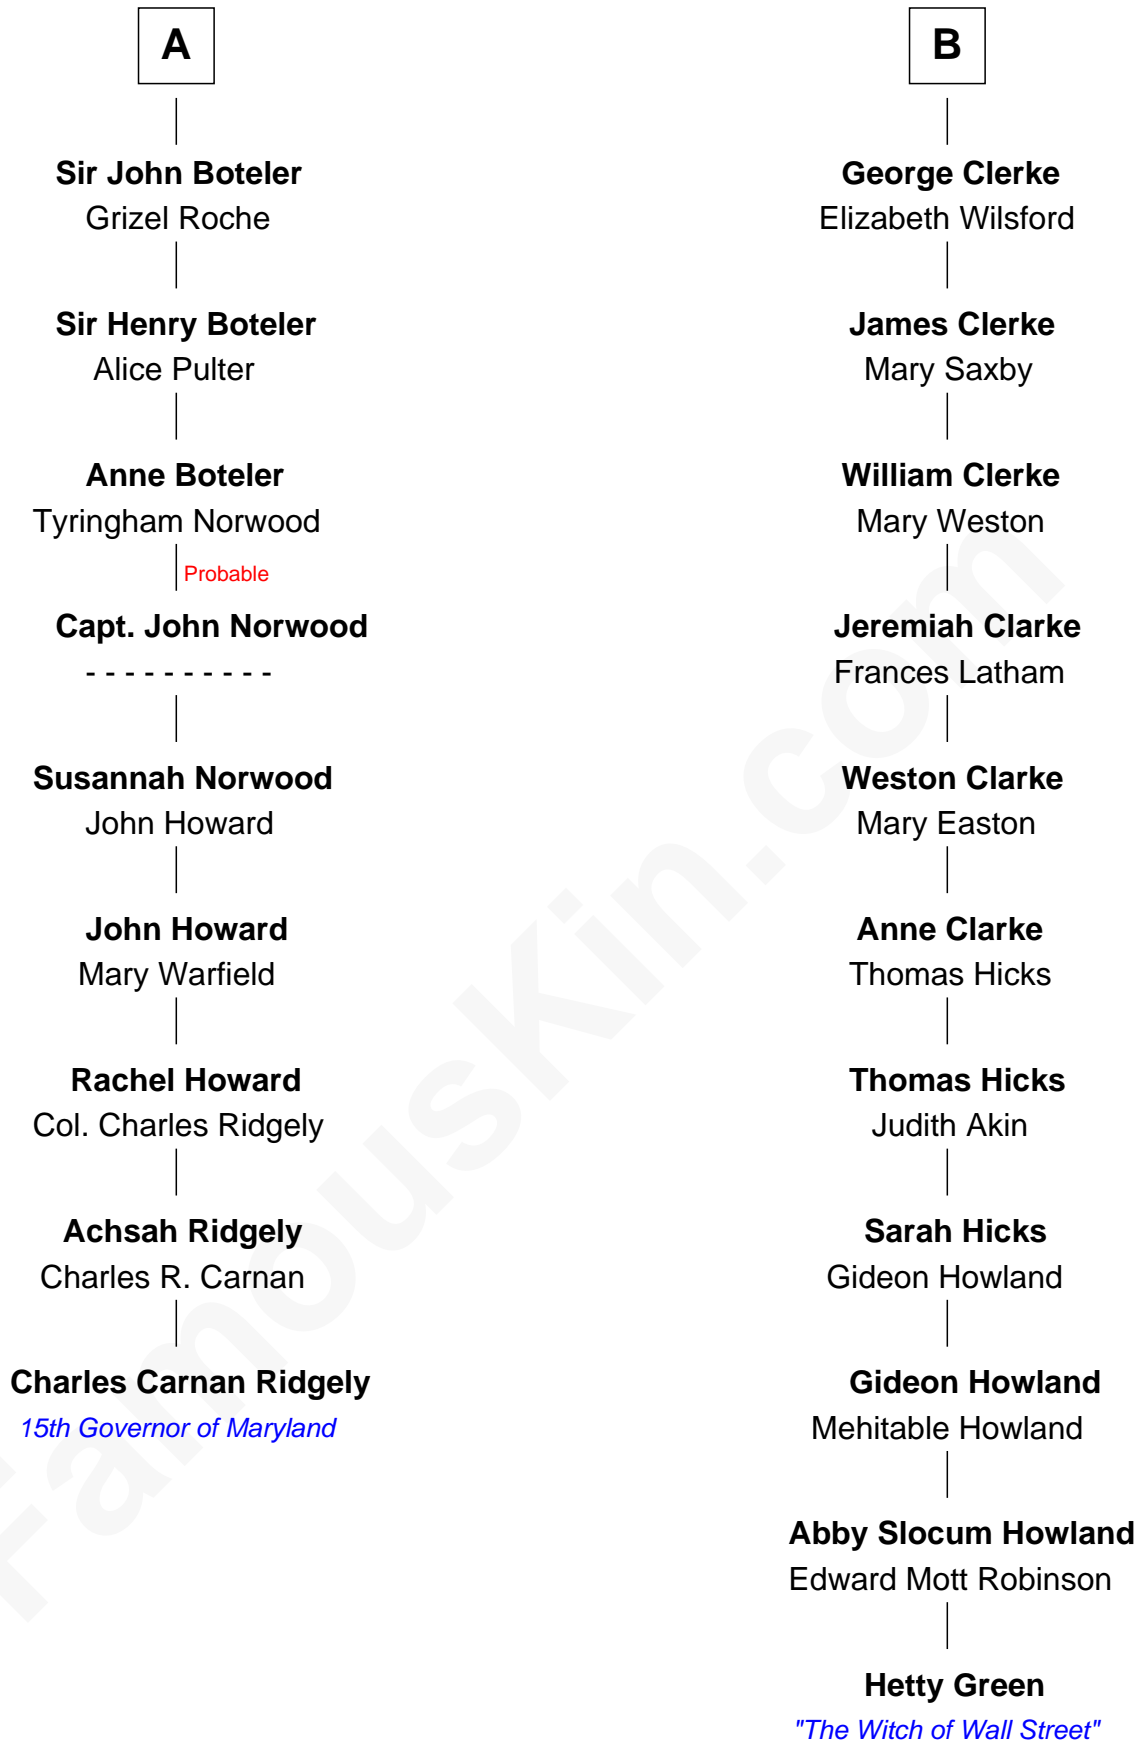 A
Sir John Boteler
Grizel Roche
Sir Henry Boteler
Alice Pulter
Anne Boteler
Tyringham Norwood
Probable
Capt. John Norwood
- - - - - - - - - -
Susannah Norwood
John Howard
John Howard
Mary Warfield
Rachel Howard
Col. Charles Ridgely
Achsah Ridgely
Charles R. Carnan
Charles Carnan Ridgely
15th Governor of Maryland
B
George Clerke
Elizabeth Wilsford
James Clerke
Mary Saxby
William Clerke
Mary Weston
Jeremiah Clarke
Frances Latham
Weston Clarke
Mary Easton
Anne Clarke
Thomas Hicks
Thomas Hicks
Judith Akin
Sarah Hicks
Gideon Howland
Gideon Howland
Mehitable Howland
Abby Slocum Howland
Edward Mott Robinson
Hetty Green
"The Witch of Wall Street"
FamousKin.com